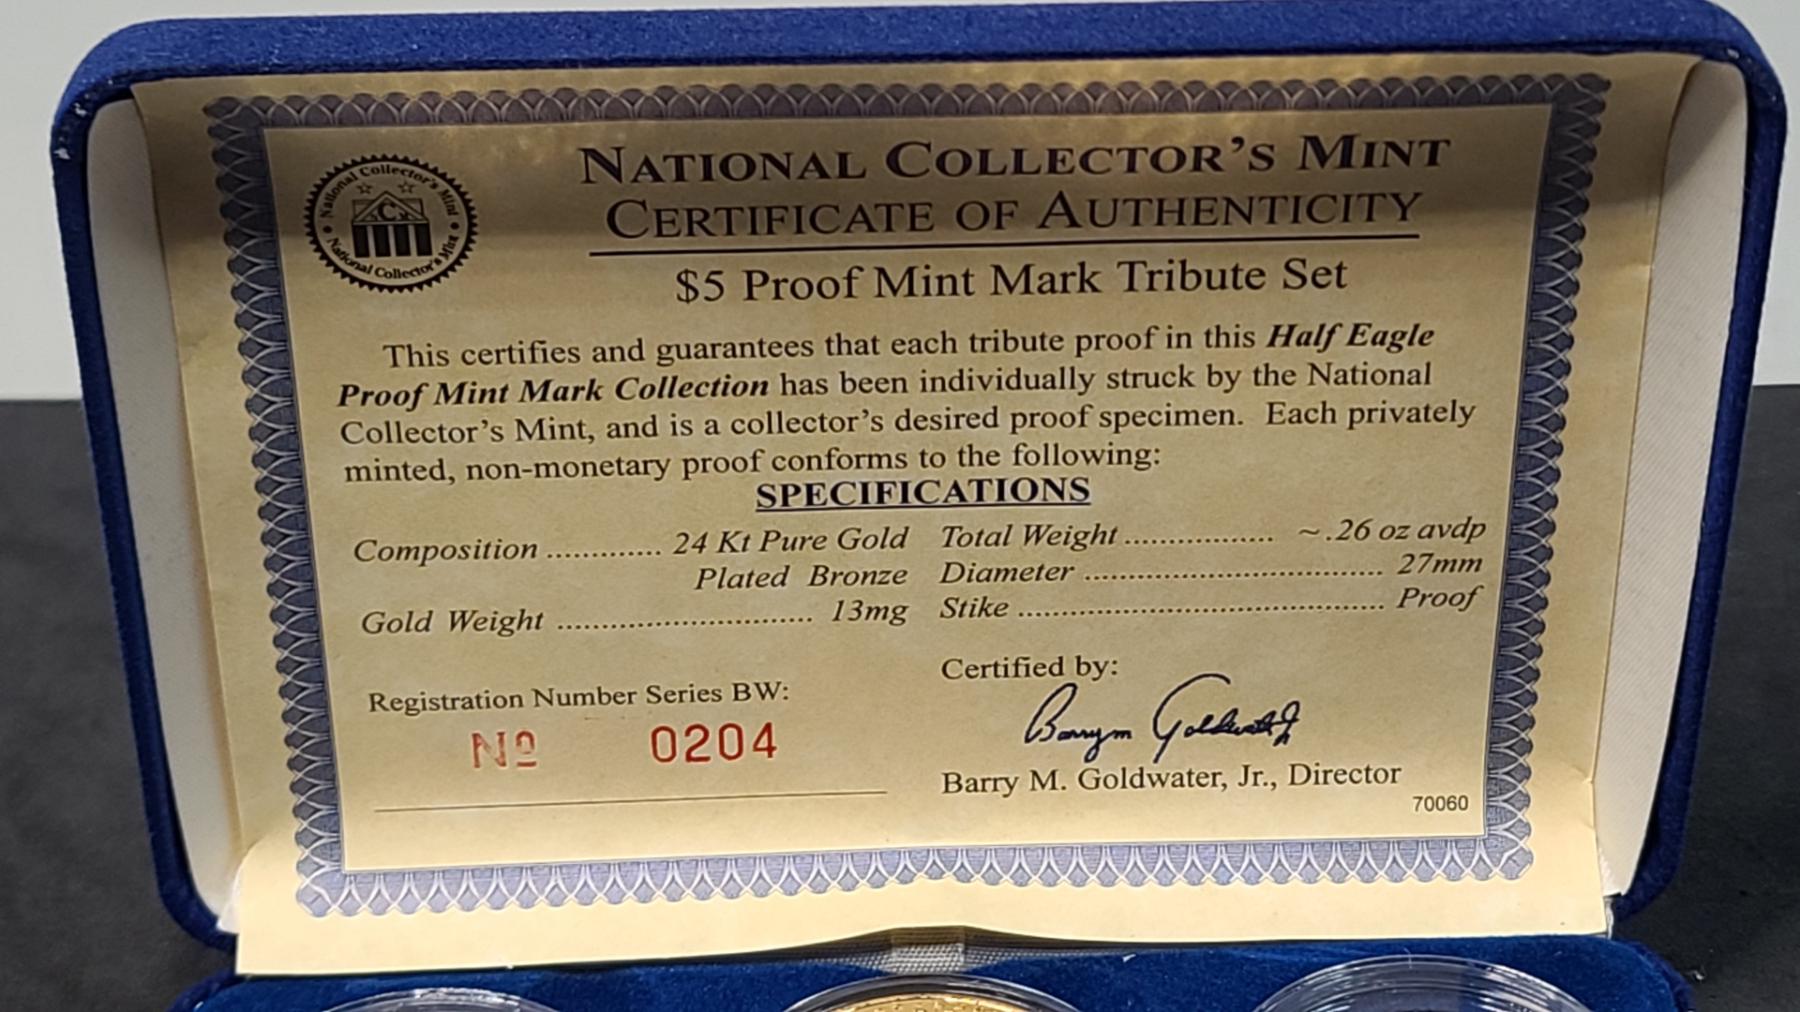 National Collector's Mint
National Collector's Mint
C
NATIONAL COLLECTOR'S MINT
CERTIFICATE OF AUTHENTICITY
$5 Proof Mint Mark Tribute Set
This certifies and guarantees that each tribute proof in this Half Eagle
Proof Mint Mark Collection has been individually struck by the National
Collector's Mint, and is a collector's desired proof specimen. Each privately
minted, non-monetary proof conforms to the following:
SPECIFICATIONS
Composition ............. 24 Kt Pure Gold
Plated Bronze
Gold Weight ............................. 13mg
Total Weight ................. ~.26 oz avdp
Diameter .................................. 27mm
Stike .......................................... Proof
Registration Number Series BW:
Nº 0204
Certified by:
Barry M Goldwater Jr
Barry M. Goldwater, Jr., Director
70060